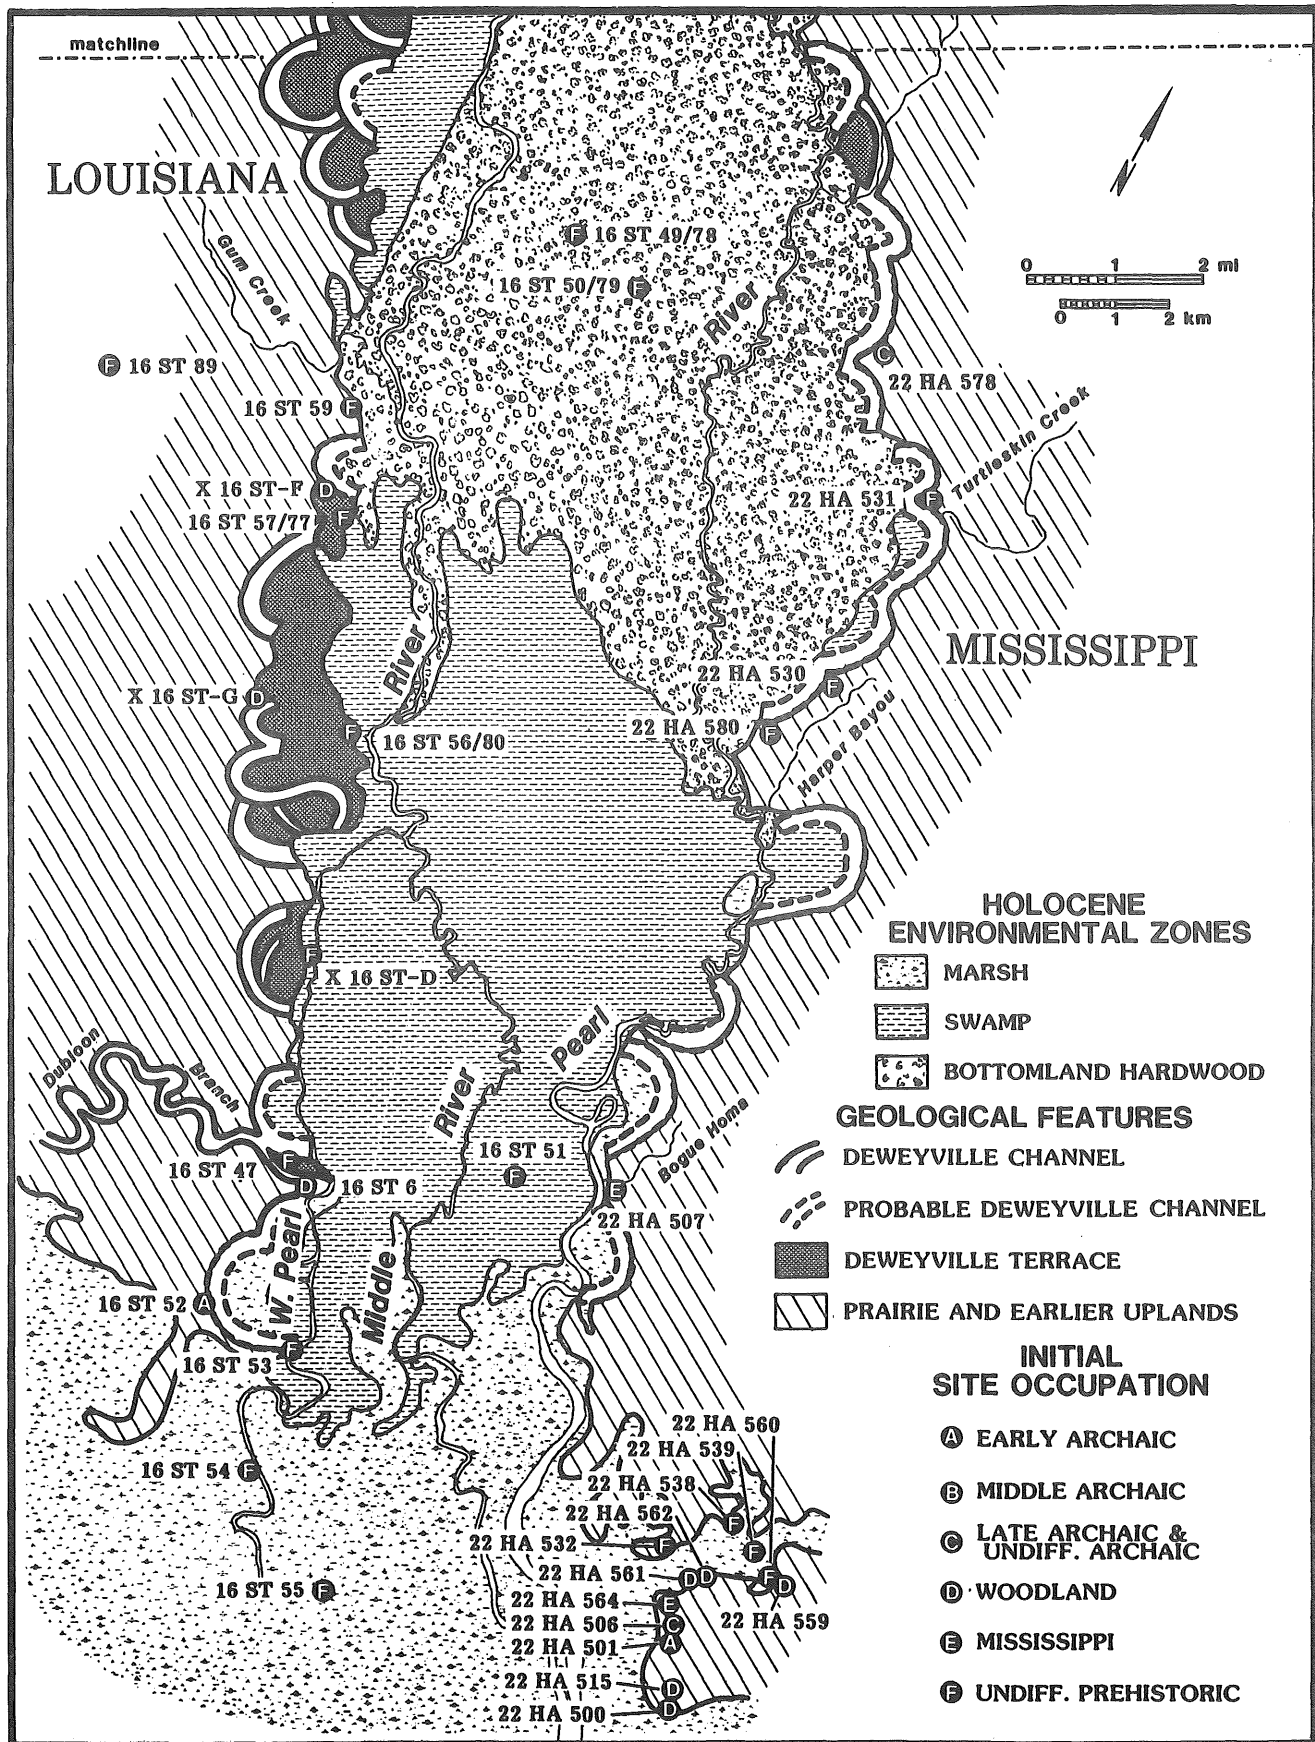 matchline
LOUISIANA
Gum Creek
F 16 ST 49/78
16 ST 50/79 F
River
0 1 2 mi
0 1 2 km
F 16 ST 89
C
22 HA 578
16 ST 59 F
Turtleskin Creek
X 16 ST-F D
22 HA 531 F
16 ST 57/77 F
MISSISSIPPI
River
22 HA 530 F
X 16 ST-G D
22 HA 580 F
F 16 ST 56/80
Harper Bayou
HOLOCENE
ENVIRONMENTAL ZONES
MARSH
SWAMP
BOTTOMLAND HARDWOOD
F
X 16 ST-D
Pearl
Dubloon
Branch
River
Bogue Homa
16 ST 51
F
16 ST 47 F
D 16 ST 6
E
22 HA 507
GEOLOGICAL FEATURES
DEWEYVILLE CHANNEL
PROBABLE DEWEYVILLE CHANNEL
DEWEYVILLE TERRACE
PRAIRIE AND EARLIER UPLANDS
W. Pearl
Middle
16 ST 52 A
16 ST 53 F
16 ST 54 F
16 ST 55 F
22 HA 560
22 HA 539
22 HA 538
F
22 HA 562
22 HA 532 F
F
22 HA 561 D D
F D
22 HA 559
22 HA 564 E
22 HA 506 C
22 HA 501 A
22 HA 515 D
22 HA 500 D
INITIAL
SITE OCCUPATION
A EARLY ARCHAIC
B MIDDLE ARCHAIC
C LATE ARCHAIC &
UNDIFF. ARCHAIC
D WOODLAND
E MISSISSIPPI
F UNDIFF. PREHISTORIC